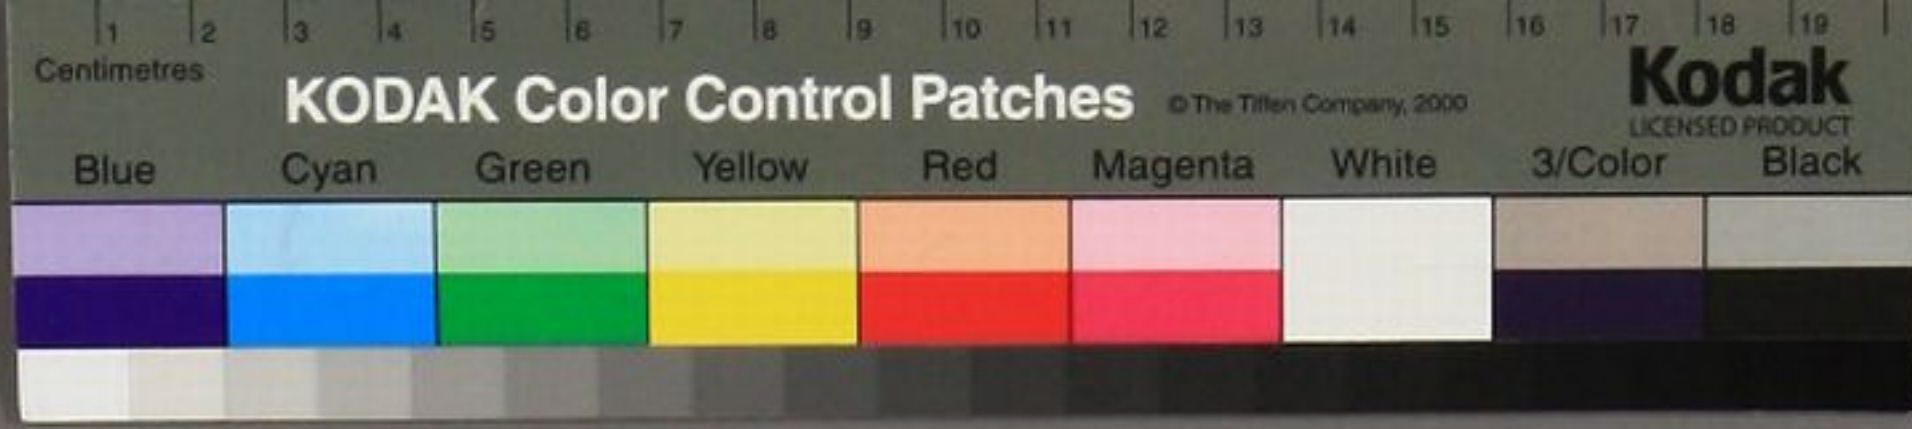 1 2 3 4 5 6 7 8 9 10 11 12 13 14 15 16 17 18 19
Centimetres
KODAK Color Control Patches
© The Tiffen Company, 2000
Kodak
LICENSED PRODUCT
Blue Cyan Green Yellow Red Magenta White 3/Color Black